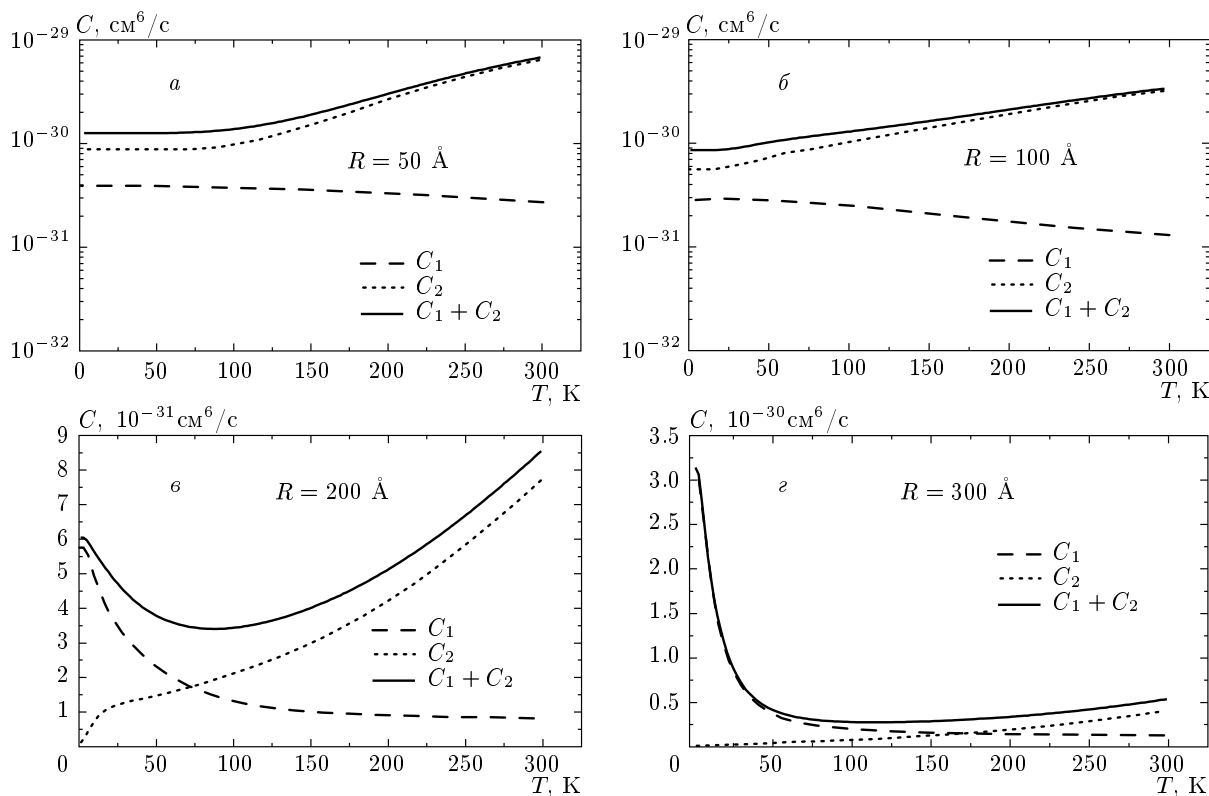 C, см⁶/с
10⁻²⁹
а
10⁻³⁰
R = 50 Å
10⁻³¹
C₁
C₂
C₁ + C₂
10⁻³²
0 50 100 150 200 250 300
T, K
C, см⁶/с
10⁻²⁹
б
10⁻³⁰
R = 100 Å
10⁻³¹
C₁
C₂
C₁ + C₂
10⁻³²
0 50 100 150 200 250 300
T, K
C, 10⁻³¹см⁶/с
9
8
в
R = 200 Å
7
6
5
4
C₁
3
C₂
C₁ + C₂
2
1
0 50 100 150 200 250 300
T, K
C, 10⁻³⁰см⁶/с
3.5
г
R = 300 Å
3.0
2.5
C₁
2.0
C₂
C₁ + C₂
1.5
1.0
0.5
0 50 100 150 200 250 300
T, K